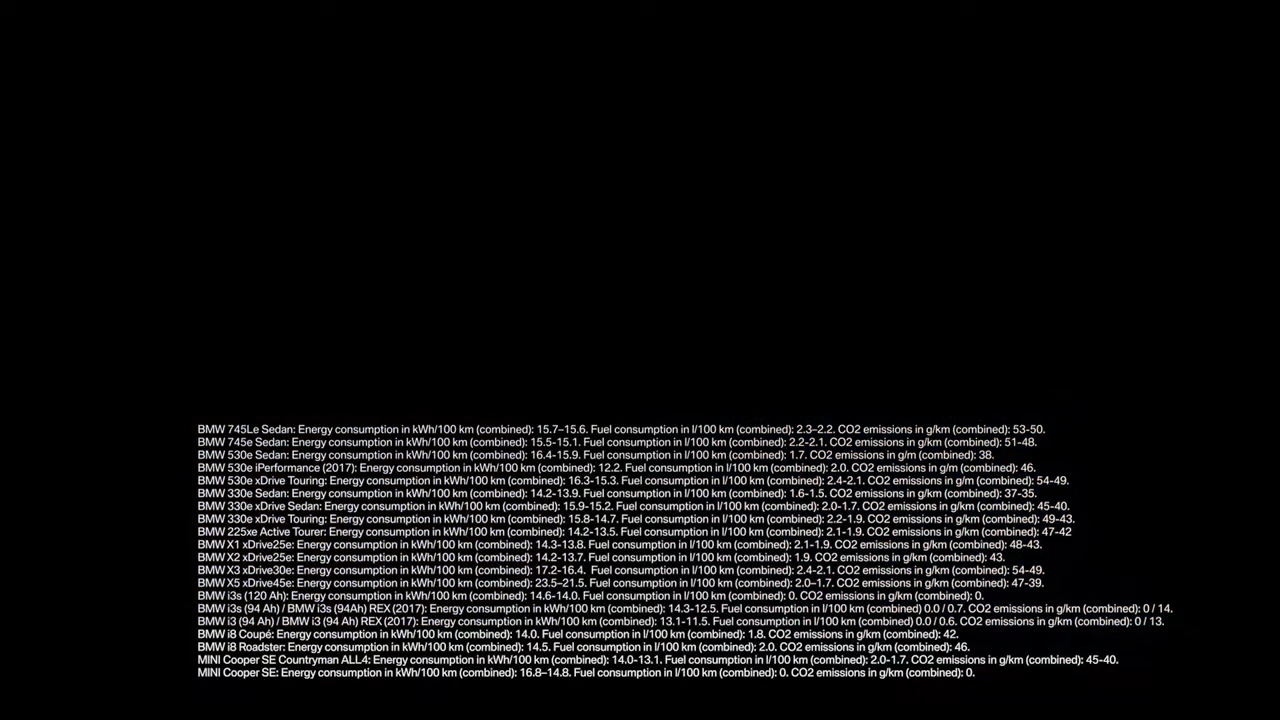 BMW 745Le Sedan: Energy consumption in kWh/100 km (combined): 15.7–15.6. Fuel consumption in l/100 km (combined): 2.3–2.2. CO2 emissions in g/km (combined): 53-50.
BMW 745e Sedan: Energy consumption in kWh/100 km (combined): 15.5-15.1. Fuel consumption in l/100 km (combined): 2.2-2.1. CO2 emissions in g/km (combined): 51-48.
BMW 530e Sedan: Energy consumption in kWh/100 km (combined): 16.4-15.9. Fuel consumption in l/100 km (combined): 1.7. CO2 emissions in g/m (combined): 38.
BMW 530e iPerformance (2017): Energy consumption in kWh/100 km (combined): 12.2. Fuel consumption in l/100 km (combined): 2.0. CO2 emissions in g/m (combined): 46.
BMW 530e xDrive Touring: Energy consumption in kWh/100 km (combined): 16.3-15.3. Fuel consumption in l/100 km (combined): 2.4-2.1. CO2 emissions in g/m (combined): 54-49.
BMW 330e Sedan: Energy consumption in kWh/100 km (combined): 14.2-13.9. Fuel consumption in l/100 km (combined): 1.6-1.5. CO2 emissions in g/km (combined): 37-35.
BMW 330e xDrive Sedan: Energy consumption in kWh/100 km (combined): 15.9-15.2. Fuel consumption in l/100 km (combined): 2.0-1.7. CO2 emissions in g/km (combined): 45-40.
BMW 330e xDrive Touring: Energy consumption in kWh/100 km (combined): 15.8-14.7. Fuel consumption in l/100 km (combined): 2.2-1.9. CO2 emissions in g/km (combined): 49-43.
BMW 225xe Active Tourer: Energy consumption in kWh/100 km (combined): 14.2-13.5. Fuel consumption in l/100 km (combined): 2.1-1.9. CO2 emissions in g/km (combined): 47-42
BMW X1 xDrive25e: Energy consumption in kWh/100 km (combined): 14.3-13.8. Fuel consumption in l/100 km (combined): 2.1-1.9. CO2 emissions in g/km (combined): 48-43.
BMW X2 xDrive25e: Energy consumption in kWh/100 km (combined): 14.2-13.7. Fuel consumption in l/100 km (combined): 1.9. CO2 emissions in g/km (combined): 43.
BMW X3 xDrive30e: Energy consumption in kWh/100 km (combined): 17.2-16.4. Fuel consumption in l/100 km (combined): 2.4-2.1. CO2 emissions in g/km (combined): 54-49.
BMW X5 xDrive45e: Energy consumption in kWh/100 km (combined): 23.5–21.5. Fuel consumption in l/100 km (combined): 2.0–1.7. CO2 emissions in g/km (combined): 47-39.
BMW i3s (120 Ah): Energy consumption in kWh/100 km (combined): 14.6-14.0. Fuel consumption in l/100 km (combined): 0. CO2 emissions in g/km (combined): 0.
BMW i3s (94 Ah) / BMW i3s (94Ah) REX (2017): Energy consumption in kWh/100 km (combined): 14.3-12.5. Fuel consumption in l/100 km (combined) 0.0 / 0.7. CO2 emissions in g/km (combined): 0 / 14.
BMW i3 (94 Ah) / BMW i3 (94 Ah) REX (2017): Energy consumption in kWh/100 km (combined): 13.1-11.5. Fuel consumption in l/100 km (combined) 0.0 / 0.6. CO2 emissions in g/km (combined): 0 / 13.
BMW i8 Coupé: Energy consumption in kWh/100 km (combined): 14.0. Fuel consumption in l/100 km (combined): 1.8. CO2 emissions in g/km (combined): 42.
BMW i8 Roadster: Energy consumption in kWh/100 km (combined): 14.5. Fuel consumption in l/100 km (combined): 2.0. CO2 emissions in g/km (combined): 46.
MINI Cooper SE Countryman ALL4: Energy consumption in kWh/100 km (combined): 14.0-13.1. Fuel consumption in l/100 km (combined): 2.0-1.7. CO2 emissions in g/km (combined): 45-40.
MINI Cooper SE: Energy consumption in kWh/100 km (combined): 16.8–14.8. Fuel consumption in l/100 km (combined): 0. CO2 emissions in g/km (combined): 0.